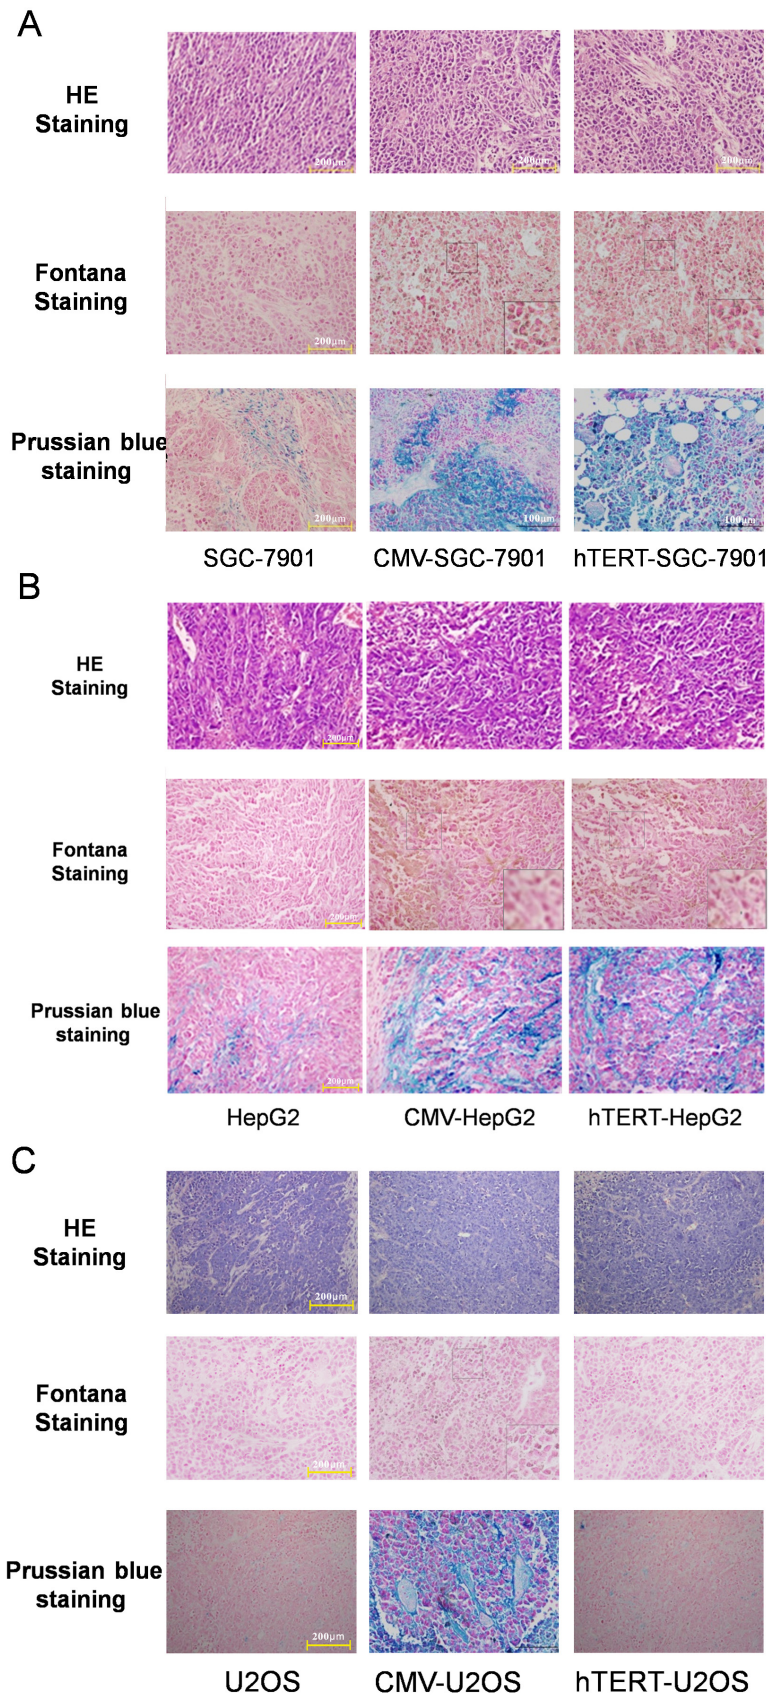 A
HE
Staining
200μm
200μm
200μm
Fontana
Staining
200μm
Prussian blue
staining
200μm
100μm
100μm
SGC-7901
CMV-SGC-7901
hTERT-SGC-7901
B
HE
Staining
200μm
Fontana
Staining
200μm
Prussian blue
staining
200μm
HepG2
CMV-HepG2
hTERT-HepG2
C
HE
Staining
200μm
Fontana
Staining
200μm
Prussian blue
staining
200μm
U2OS
CMV-U2OS
hTERT-U2OS